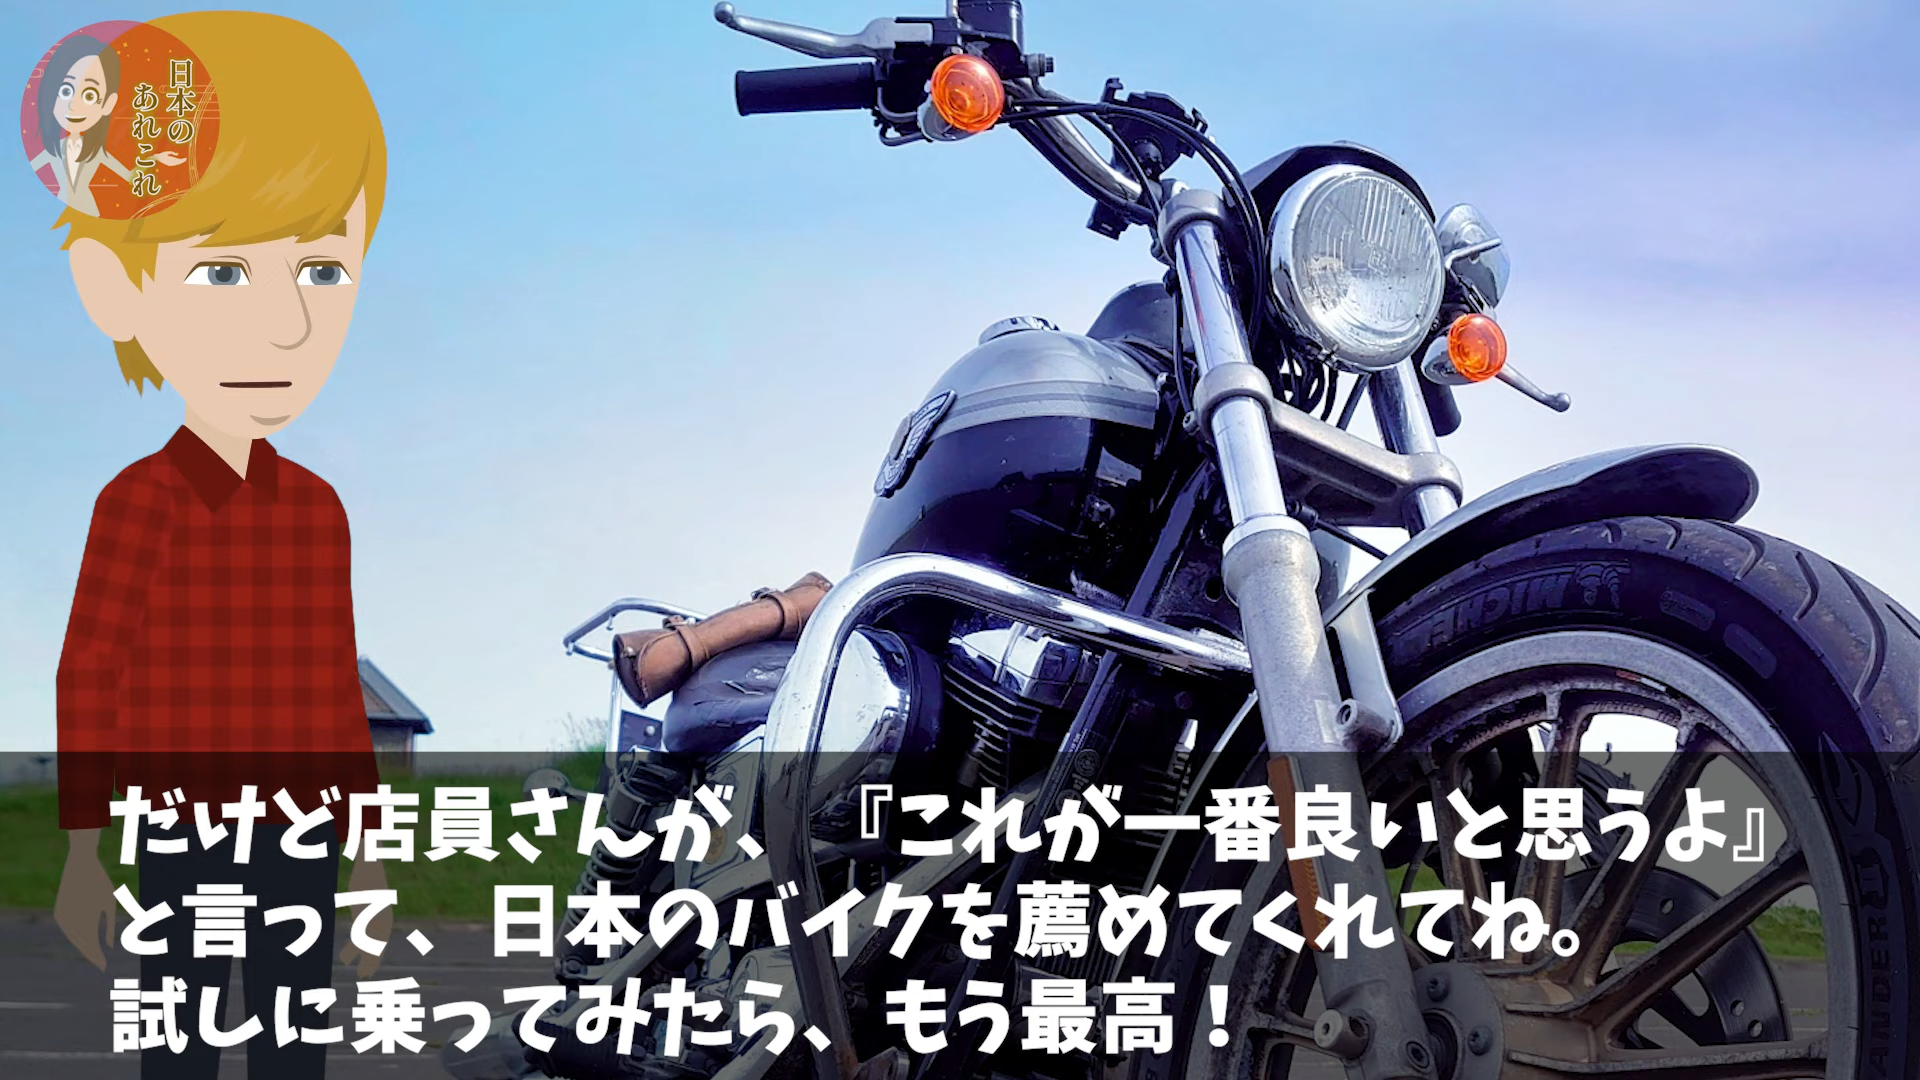 日本の
あれこれ
だけど店員さんが、『これが一番良いと思うよ』
と言って、日本のバイクを薦めてくれてね。
試しに乗ってみたら、もう最高！
MICHELIN